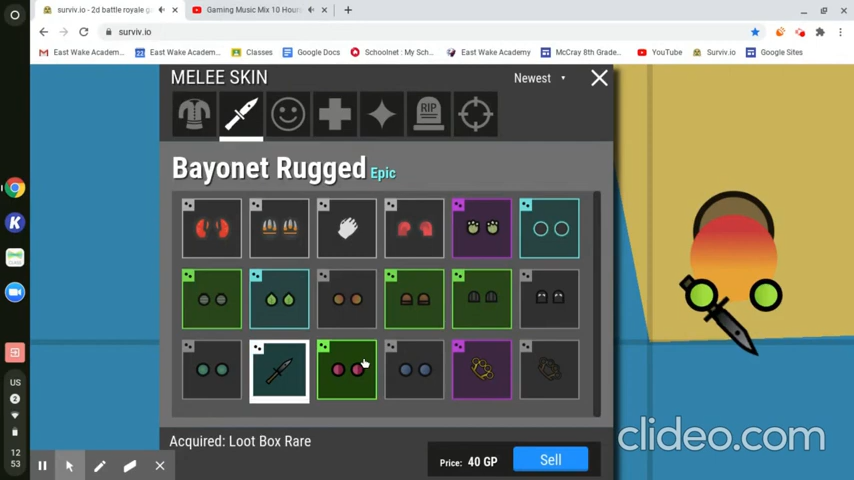 surviv.io - 2d battle royale g
Gaming Music Mix 10 Hour
surviv.io
East Wake Academ...
East Wake Academ...
Classes
Google Docs
Schoolnet : My Sch...
East Wake Academy
McCray 8th Grade...
YouTube
Surviv.io
Google Sites
MELEE SKIN
Newest
RIP
Bayonet Rugged Epic
Acquired: Loot Box Rare
Price: 40 GP
Sell
K
US
2
12
53
clideo.com